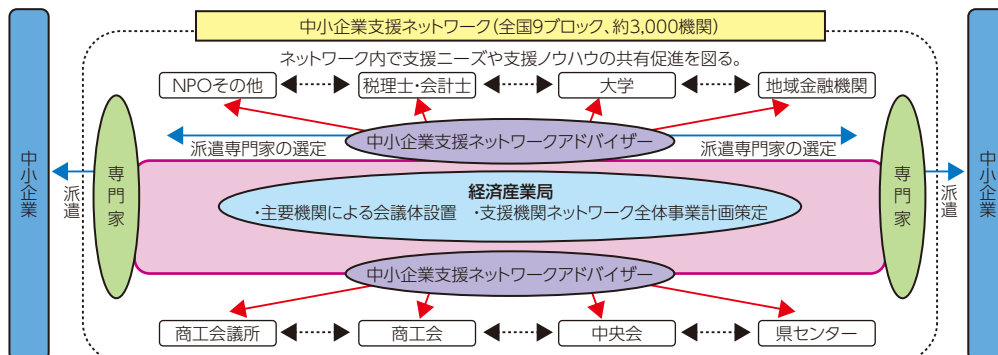 中小企業支援ネットワーク(全国9ブロック、約3,000機関)
ネットワーク内で支援ニーズや支援ノウハウの共有促進を図る。
NPOその他
税理士・会計士
大学
地域金融機関
中小企業支援ネットワークアドバイザー
派遣専門家の選定
派遣専門家の選定
中小企業
派遣
専門家
経済産業局
・主要機関による会議体設置 ・支援機関ネットワーク全体事業計画策定
専門家
派遣
中小企業
中小企業支援ネットワークアドバイザー
商工会議所
商工会
中央会
県センター